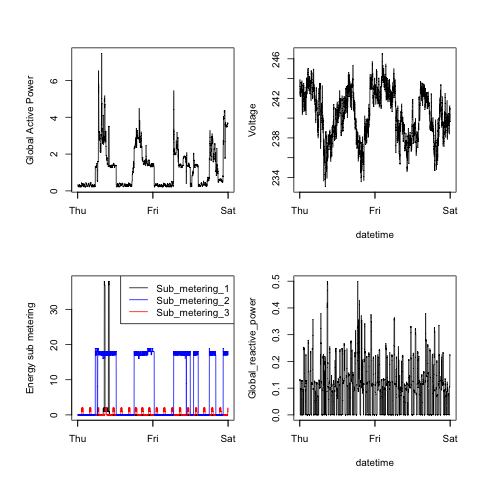 Global Active Power
6
4
2
0
Thu Fri Sat
Voltage
246
242
238
234
Thu Fri Sat
datetime
Energy sub metering
30
20
10
0
Sub_metering_1
Sub_metering_2
Sub_metering_3
Thu Fri Sat
Global_reactive_power
0.5
0.4
0.3
0.2
0.1
0.0
Thu Fri Sat
datetime